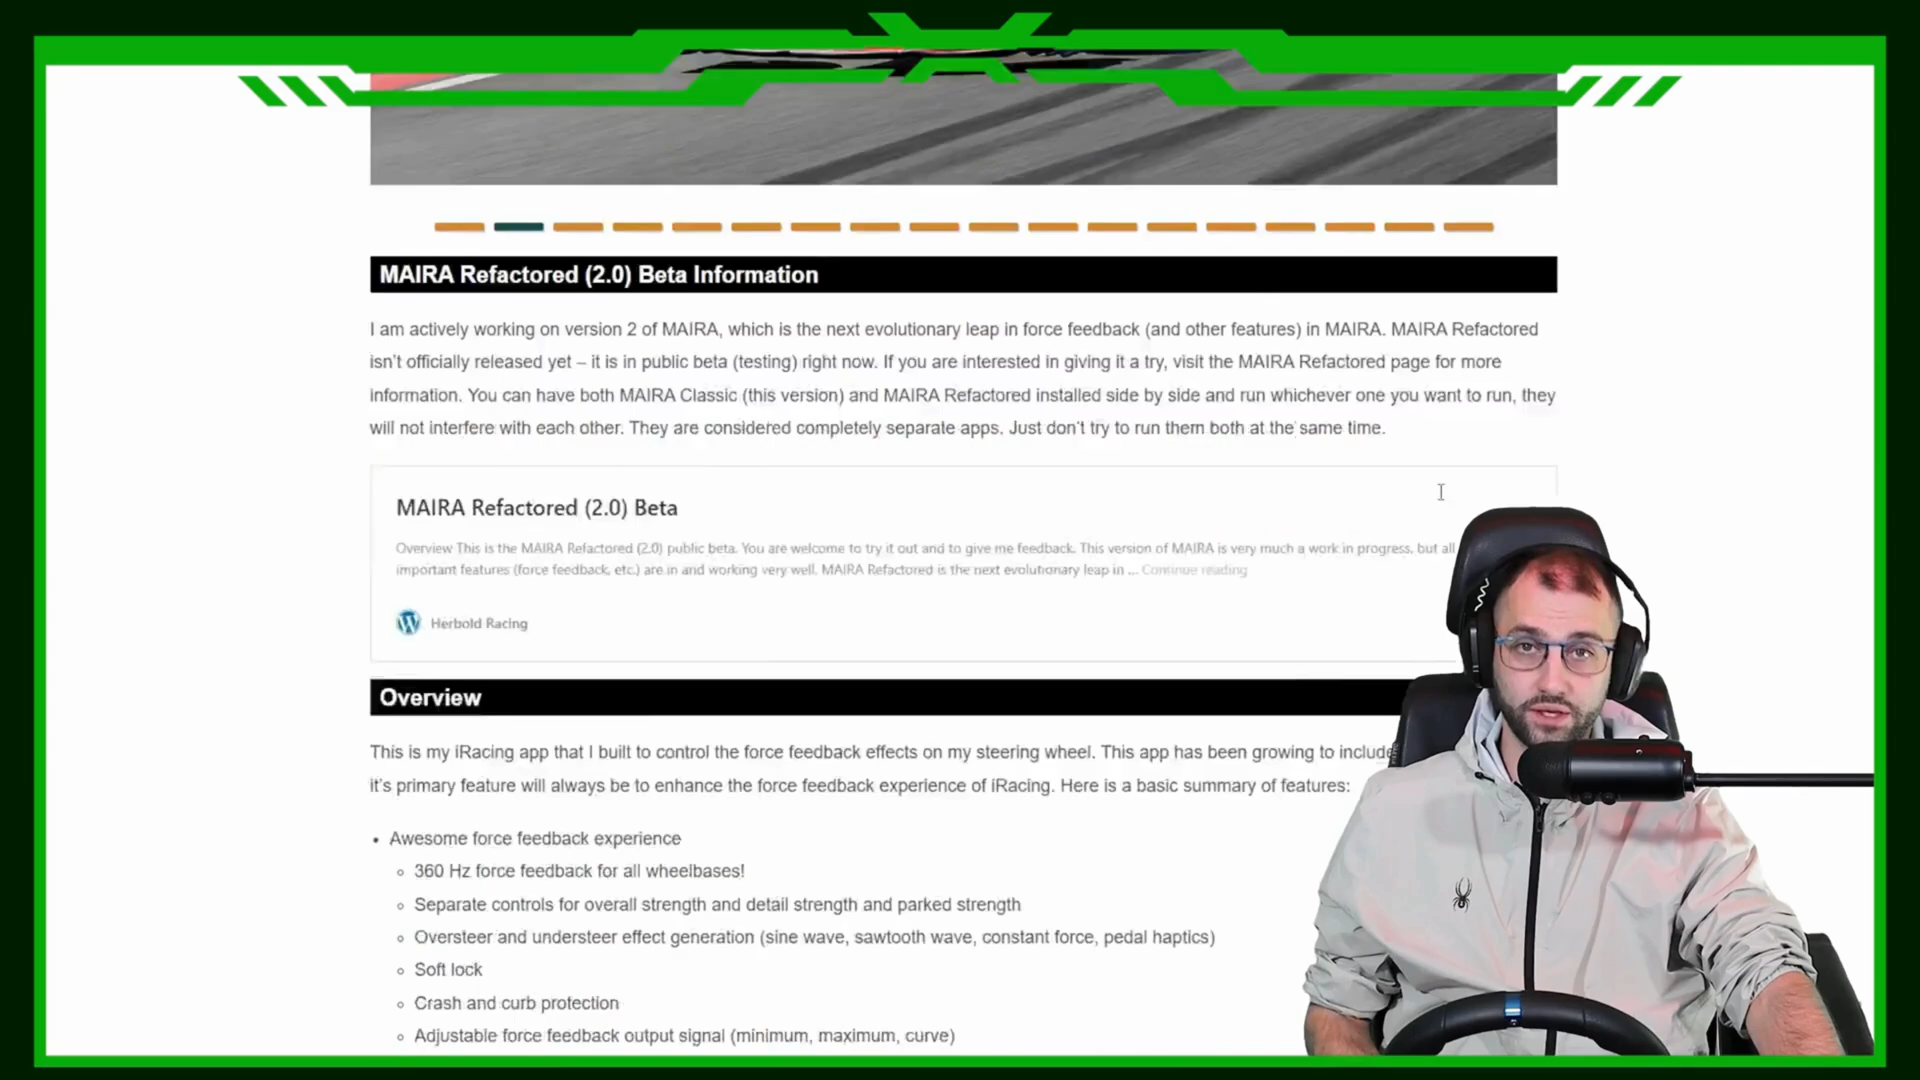 MAIRA Refactored (2.0) Beta Information
I am actively working on version 2 of MAIRA, which is the next evolutionary leap in force feedback (and other features) in MAIRA. MAIRA Refactored
isn't officially released yet – it is in public beta (testing) right now. If you are interested in giving it a try, visit the MAIRA Refactored page for more
information. You can have both MAIRA Classic (this version) and MAIRA Refactored installed side by side and run whichever one you want to run, they
will not interfere with each other. They are considered completely separate apps. Just don't try to run them both at the same time.
MAIRA Refactored (2.0) Beta
Overview This is the MAIRA Refactored (2.0) public beta. You are welcome to try it out and to give me feedback. This version of MAIRA is very much a work in progress, but all
important features (force feedback, etc.) are in and working very well. MAIRA Refactored is the next evolutionary leap in ... Continue reading
Herbold Racing
Overview
This is my iRacing app that I built to control the force feedback effects on my steering wheel. This app has been growing to include
it's primary feature will always be to enhance the force feedback experience of iRacing. Here is a basic summary of features:
• Awesome force feedback experience
◦ 360 Hz force feedback for all wheelbases!
◦ Separate controls for overall strength and detail strength and parked strength
◦ Oversteer and understeer effect generation (sine wave, sawtooth wave, constant force, pedal haptics)
◦ Soft lock
◦ Crash and curb protection
◦ Adjustable force feedback output signal (minimum, maximum, curve)